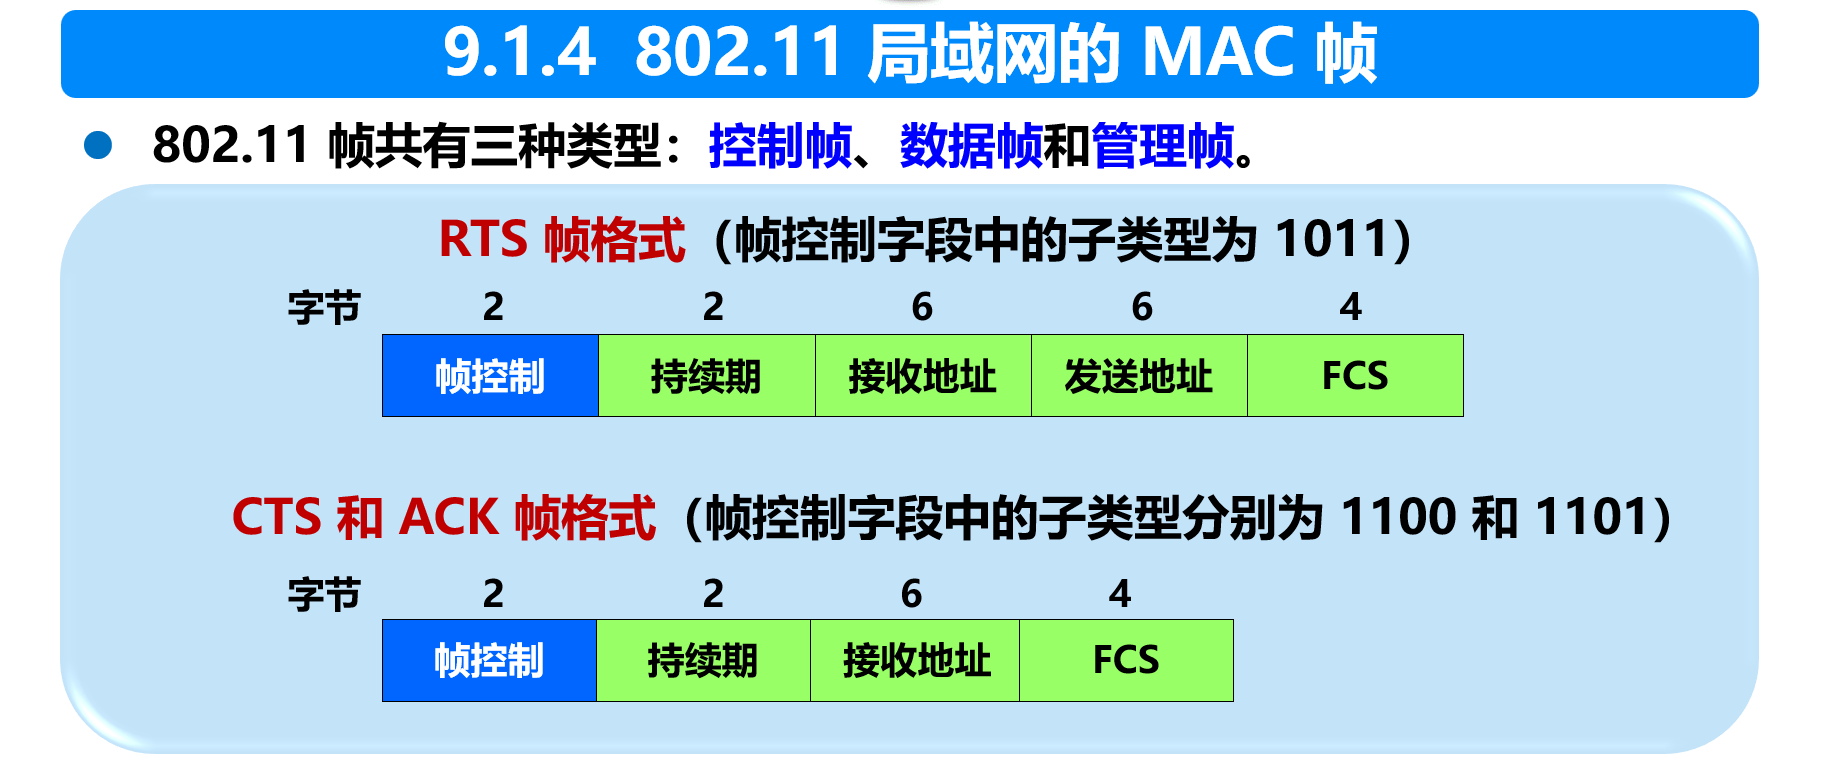 9.1.4 802.11 局域网的 MAC 帧
802.11 帧共有三种类型：控制帧、数据帧和管理帧。
RTS 帧格式（帧控制字段中的子类型为 1011）
字节 2 2 6 6 4
帧控制 持续期 接收地址 发送地址 FCS
CTS 和 ACK 帧格式（帧控制字段中的子类型分别为 1100 和 1101）
字节 2 2 6 4
帧控制 持续期 接收地址 FCS